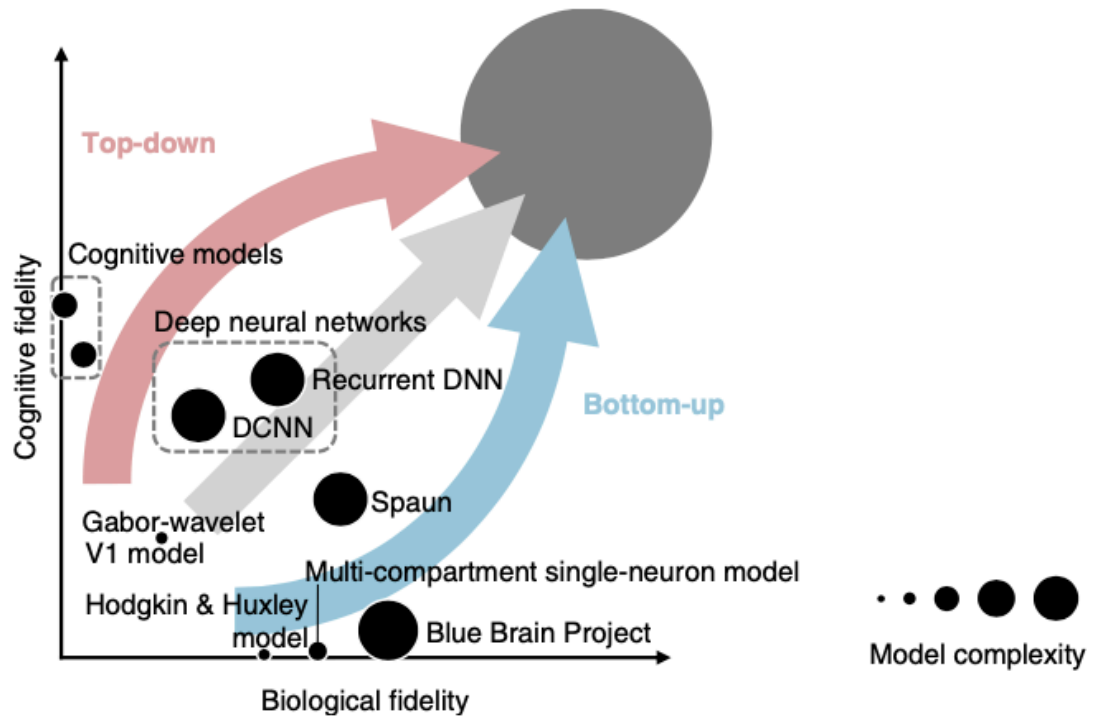 Top-down
Cognitive models
Cognitive fidelity
Deep neural networks
Recurrent DNN
DCNN
Bottom-up
Spaun
Gabor-wavelet
V1 model
Multi-compartment single-neuron model
Hodgkin & Huxley
model
Blue Brain Project
Model complexity
Biological fidelity